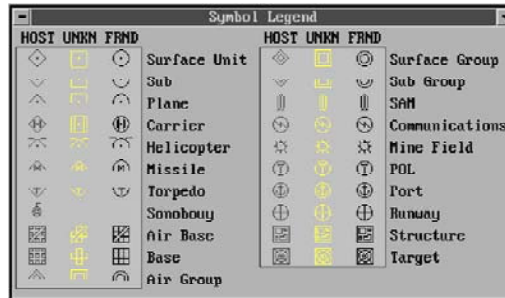 Symbol Legend
HOST UNKN FRND
Surface Unit
Sub
Plane
Carrier
Helicopter
Missile
Torpedo
Sonobouy
Air Base
Base
Air Group
HOST UNKN FRND
Surface Group
Sub Group
SAM
Communications
Mine Field
POL
Port
Runway
Structure
Target